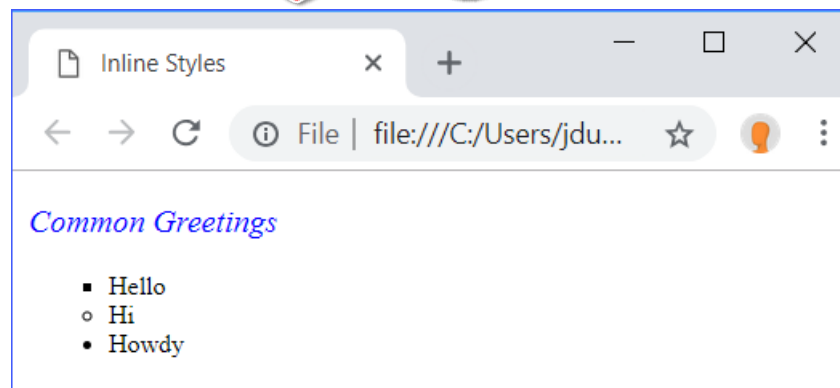 Inline Styles
File | file:///C:/Users/jdu...
Common Greetings
Hello
Hi
Howdy